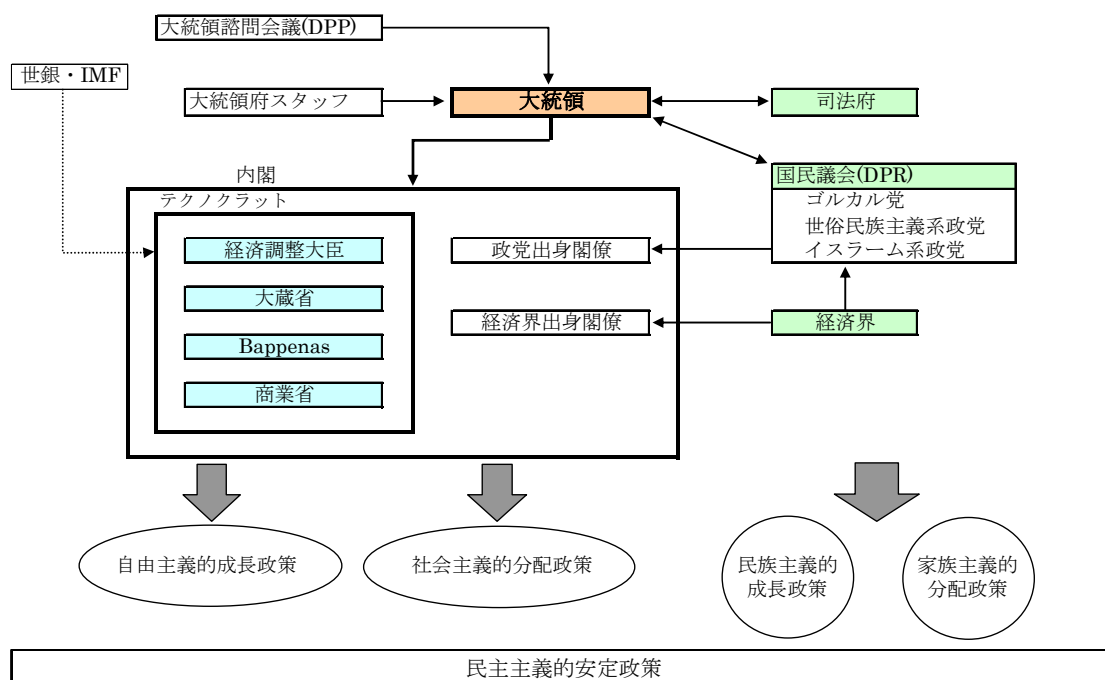 大統領諮問会議(DPP)
世銀・IMF
大統領府スタッフ
大統領
司法府
内閣
国民議会(DPR)
テクノクラット
ゴルカル党
世俗民族主義系政党
イスラーム系政党
経済調整大臣
政党出身閣僚
大蔵省
経済界出身閣僚
経済界
Bappenas
商業省
自由主義的成長政策
社会主義的分配政策
民族主義的
成長政策
家族主義的
分配政策
民主主義的安定政策